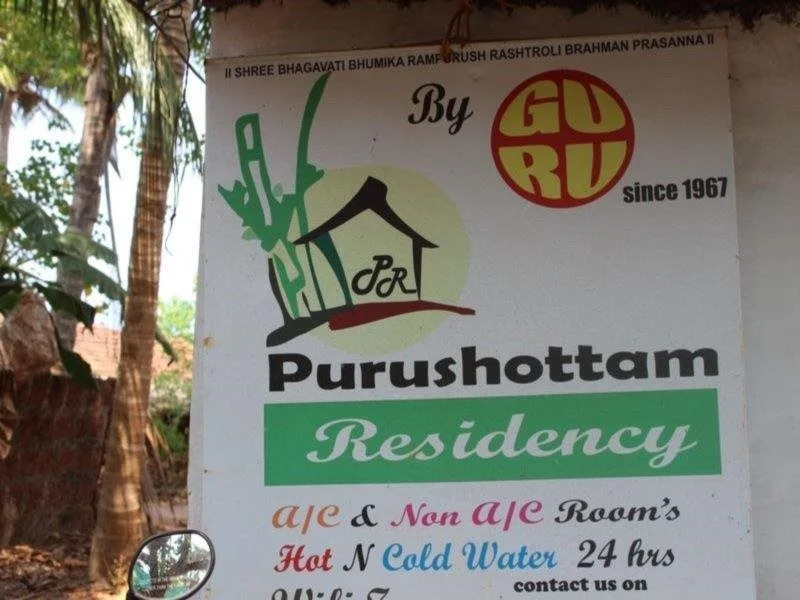 II SHREE BHAGAVATI BHUMIKA RAMPURUSH RASHTROLI BRAHMAN PRASANNA II
By
GU
RU
since 1967
PR
Purushottam
Residency
A/C & Non A/C Room's
Hot N Cold Water 24 hrs
contact us on